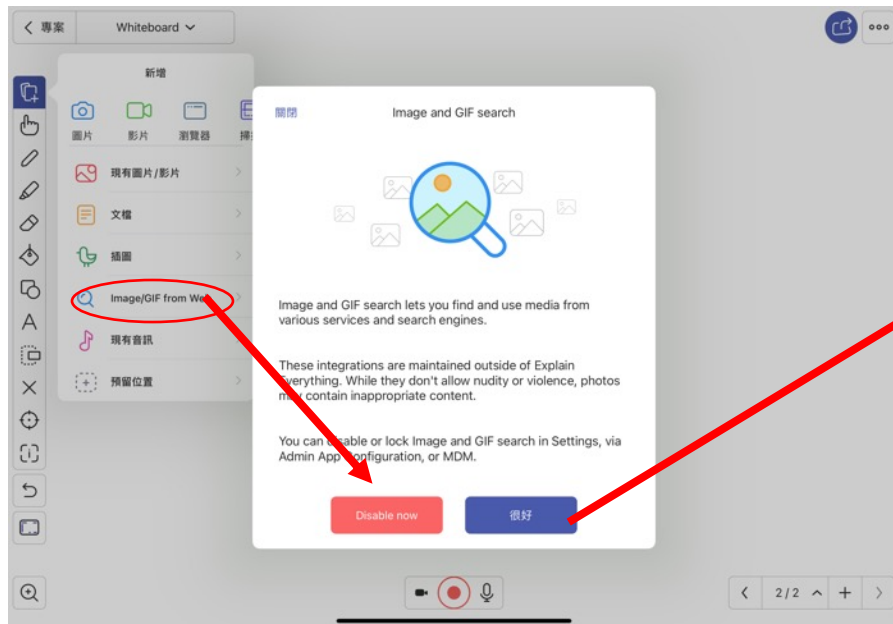 專案
Whiteboard
新增
圖片
影片
瀏覽器
現有圖片/影片
文檔
插圖
Image/GIF from We
現有音訊
預留位置
關閉
Image and GIF search
Image and GIF search lets you find and use media from
various services and search engines.
These integrations are maintained outside of Explain
Everything. While they don't allow nudity or violence, photos
may contain inappropriate content.
You can disable or lock Image and GIF search in Settings, via
Admin App Configuration, or MDM.
Disable now
很好
2/2